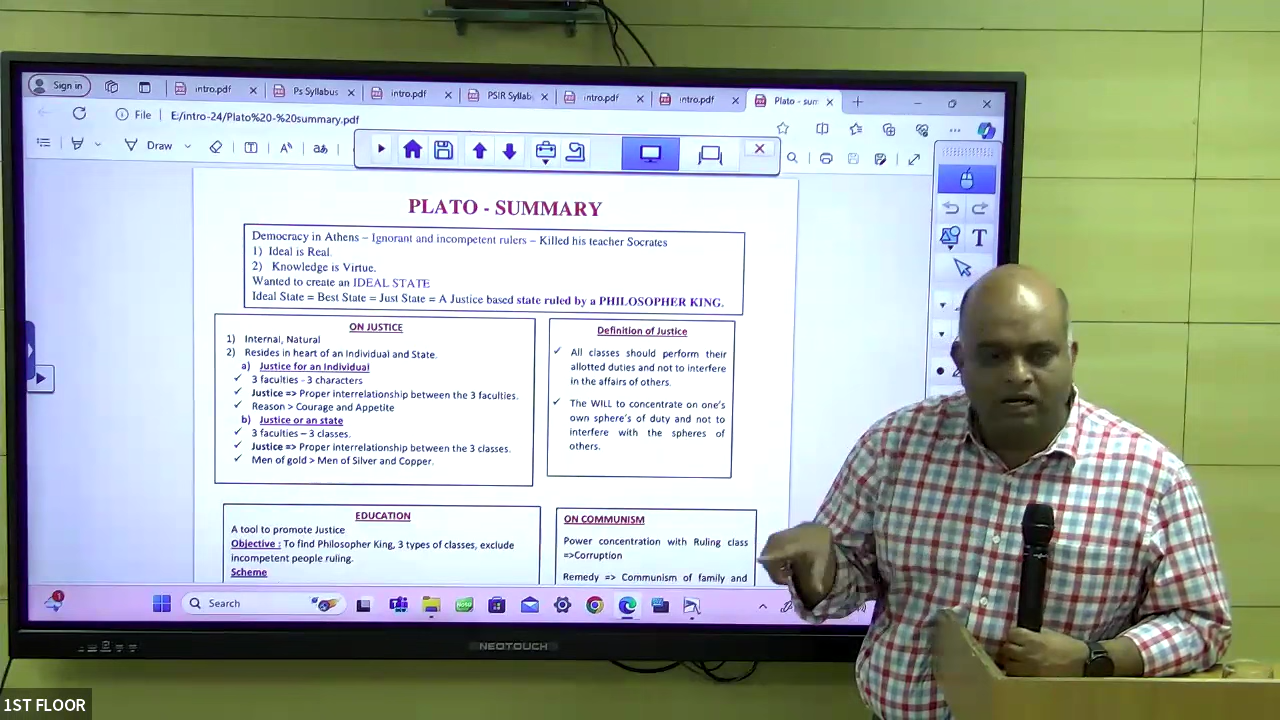 Sign in
intro.pdf
Ps Syllabus
intro.pdf
PSIR Syllab
intro.pdf
intro.pdf
Plato - sum
File
E:/intro-24/Plato%20-%20summary.pdf
Draw
PLATO - SUMMARY
Democracy in Athens – Ignorant and incompetent rulers – Killed his teacher Socrates
1) Ideal is Real.
2) Knowledge is Virtue.
Wanted to create an IDEAL STATE
Ideal State = Best State = Just State = A Justice based state ruled by a PHILOSOPHER KING.
ON JUSTICE
1) Internal, Natural
2) Resides in heart of an Individual and State.
a) Justice for an Individual
✓ 3 faculties - 3 characters
✓ Justice => Proper interrelationship between the 3 faculties.
✓ Reason > Courage and Appetite
b) Justice or an state
✓ 3 faculties – 3 classes.
✓ Justice => Proper interrelationship between the 3 classes.
✓ Men of gold > Men of Silver and Copper.
Definition of Justice
✓ All classes should perform their
allotted duties and not to interfere
in the affairs of others.
✓ The WILL to concentrate on one's
own sphere's of duty and not to
interfere with the spheres of
others.
EDUCATION
A tool to promote Justice
Objective : To find Philosopher King, 3 types of classes, exclude
incompetent people ruling.
Scheme
ON COMMUNISM
Power concentration with Ruling class
=>Corruption
Remedy => Communism of family and
Search
NEOTOUCH
1ST FLOOR